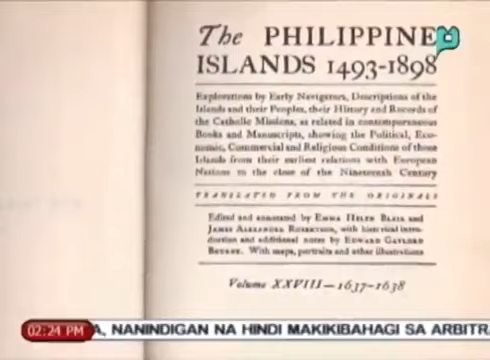 The PHILIPPINE
ISLANDS 1493-1898
Explorations by Early Navigators, Descriptions of the
Islands and their Peoples, their History and Records of
the Catholic Missions, as related in contemporaneous
Books and Manuscripts, showing the Political, Eco-
nomic, Commercial and Religious Conditions of those
Islands from their earliest relations with European
Nations to the close of the Nineteenth Century
TRANSLATED FROM THE ORIGINALS
Edited and annotated by EMMA HELEN BLAIR and
JAMES ALEXANDER ROBERTSON, with historical intro-
duction and additional notes by EDWARD GAYLORD
BOURNE. With maps, portraits and other illustrations
Volume XXVIII—1637-1638
02:24 PM A, NANINDIGAN NA HINDI MAKIKIBAHAGI SA ARBITRA